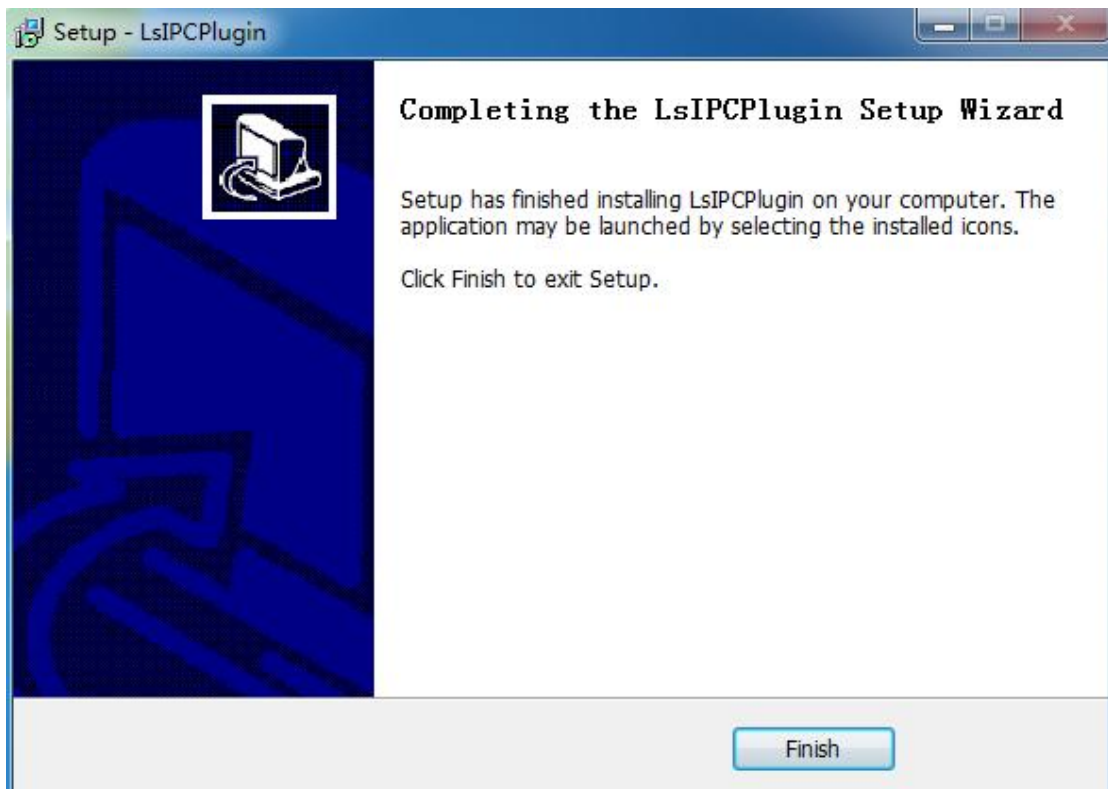 Setup - LsIPCPlugin
Completing the LsIPCPlugin Setup Wizard
Setup has finished installing LsIPCPlugin on your computer. The
application may be launched by selecting the installed icons.
Click Finish to exit Setup.
Finish